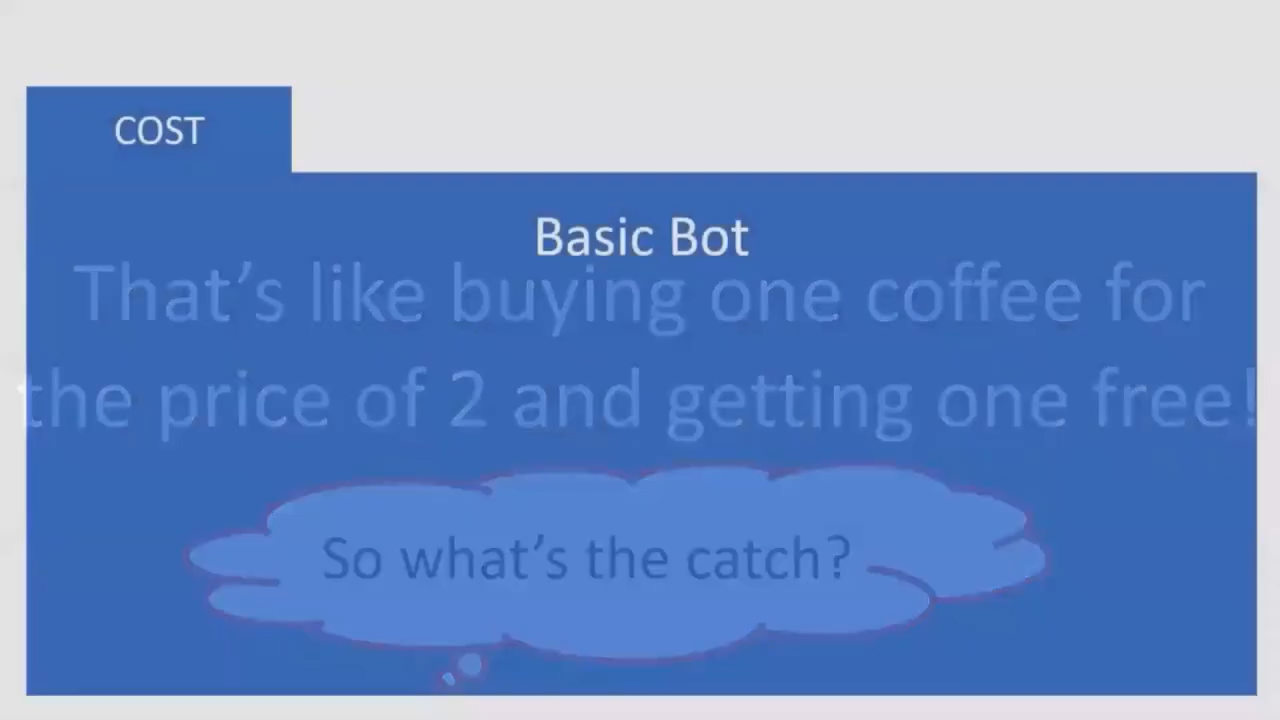 COST
Basic Bot
That’s like buying one coffee for
the price of 2 and getting one free!
So what’s the catch?